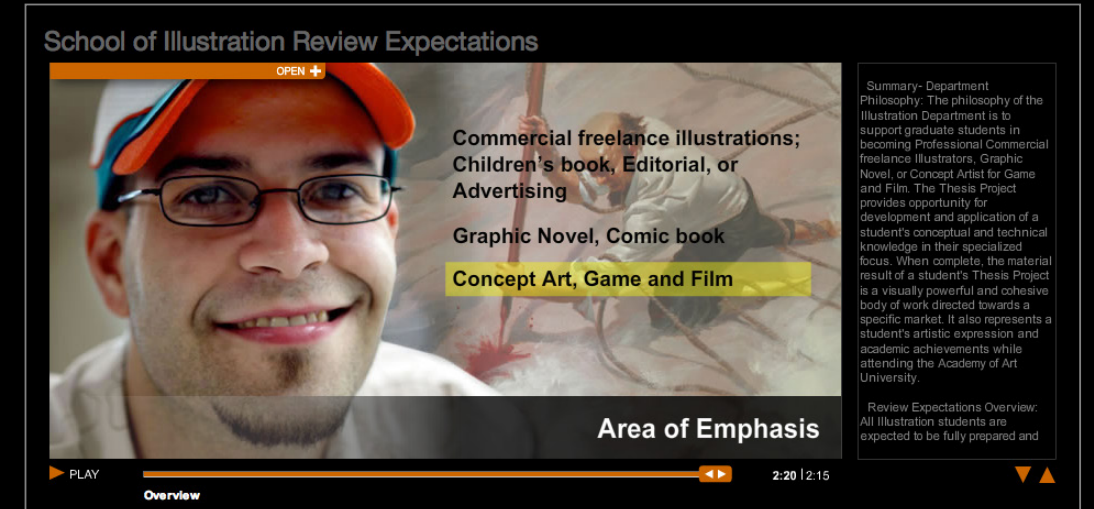 School of Illustration Review Expectations
OPEN
Commercial freelance illustrations;
Children's book, Editorial, or
Advertising
Graphic Novel, Comic book
Concept Art, Game and Film
Area of Emphasis
PLAY
2:20 | 2:15
Overview
Summary- Department
Philosophy: The philosophy of the
Illustration Department is to
support graduate students in
becoming Professional Commercial
freelance Illustrators, Graphic
Novel, or Concept Artist for Game
and Film. The Thesis Project
provides opportunity for
development and application of a
student's conceptual and technical
knowledge in their specialized
focus. When complete, the material
result of a student's Thesis Project
is a visually powerful and cohesive
body of work directed towards a
specific market. It also represents a
student's artistic expression and
academic achievements while
attending the Academy of Art
University.
Review Expectations Overview:
All Illustration students are
expected to be fully prepared and